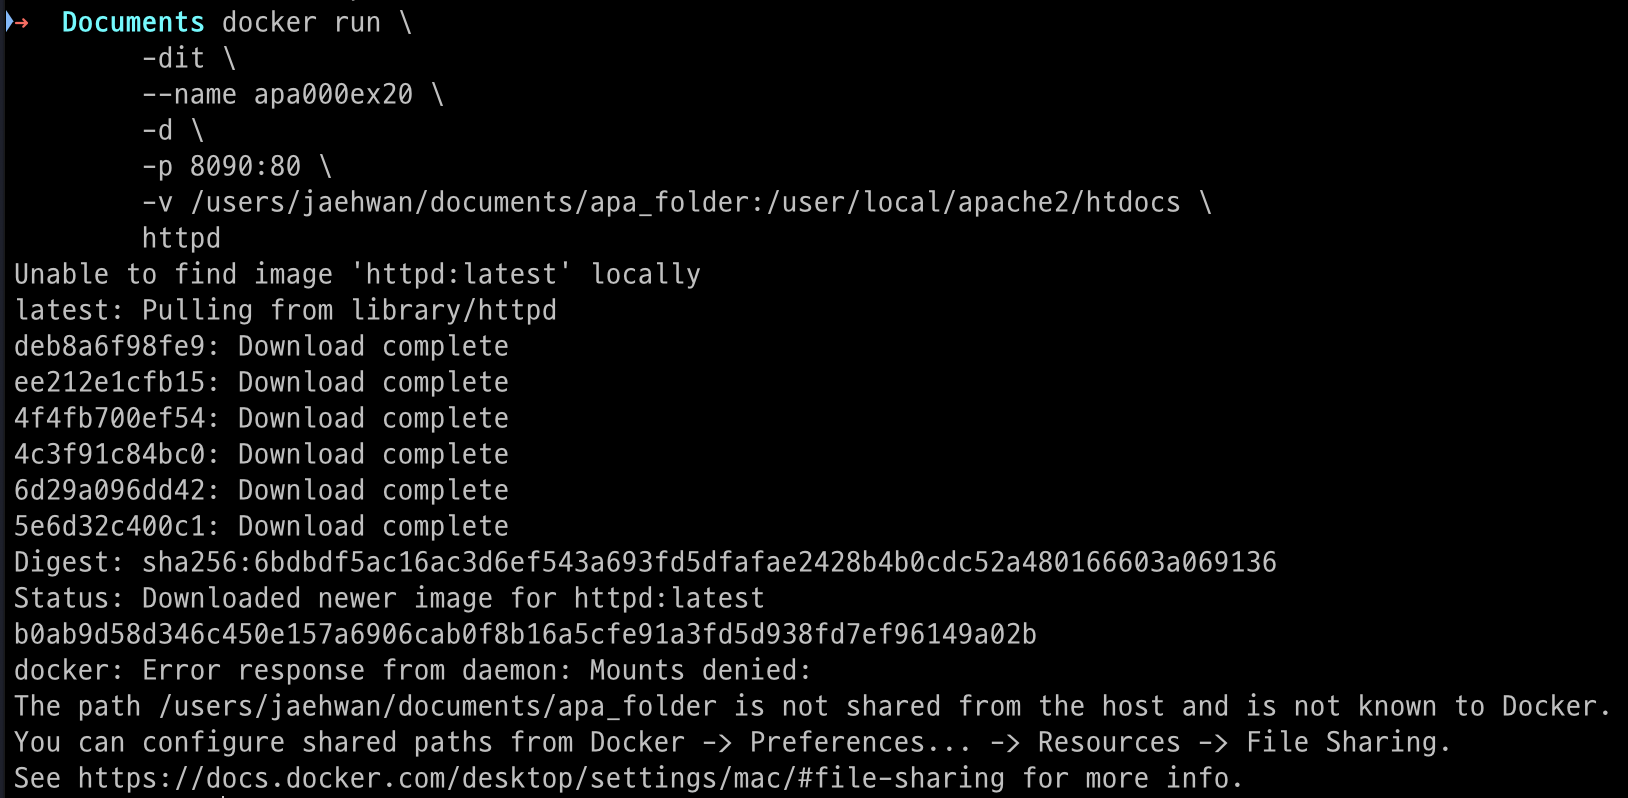 → Documents docker run \
-dit \
--name apa000ex20 \
-d \
-p 8090:80 \
-v /users/jaehwan/documents/apa_folder:/user/local/apache2/htdocs \
httpd
Unable to find image 'httpd:latest' locally
latest: Pulling from library/httpd
deb8a6f98fe9: Download complete
ee212e1cfb15: Download complete
4f4fb700ef54: Download complete
4c3f91c84bc0: Download complete
6d29a096dd42: Download complete
5e6d32c400c1: Download complete
Digest: sha256:6bdbdf5ac16ac3d6ef543a693fd5dfafae2428b4b0cdc52a480166603a069136
Status: Downloaded newer image for httpd:latest
b0ab9d58d346c450e157a6906cab0f8b16a5cfe91a3fd5d938fd7ef96149a02b
docker: Error response from daemon: Mounts denied:
The path /users/jaehwan/documents/apa_folder is not shared from the host and is not known to Docker.
You can configure shared paths from Docker -> Preferences... -> Resources -> File Sharing.
See https://docs.docker.com/desktop/settings/mac/#file-sharing for more info.